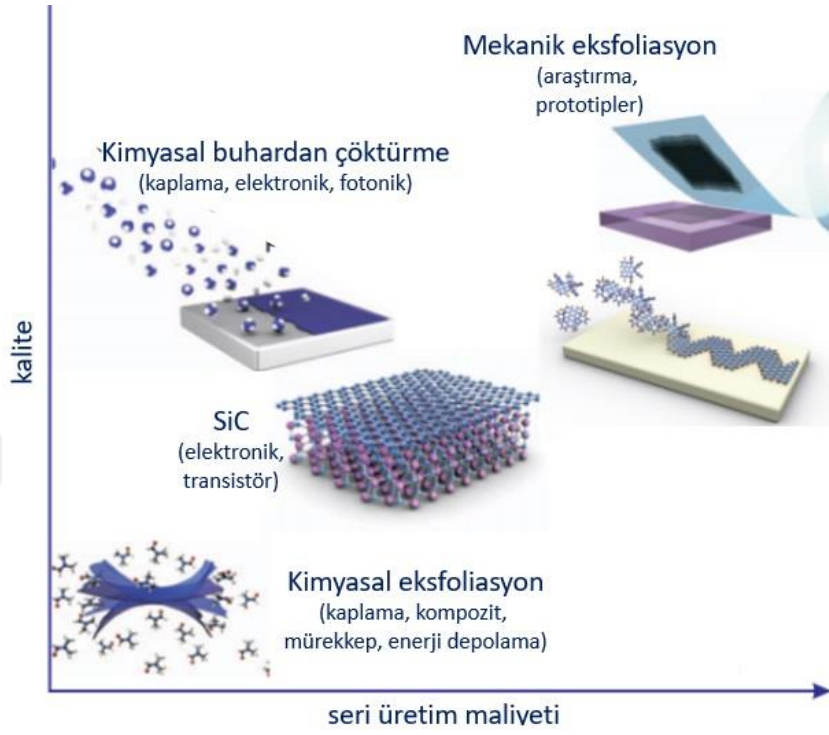 Mekanik eksfoliasyon
(araştırma,
prototipler)
Kimyasal buhardan çöktürme
(kaplama, elektronik, fotonik)
kalite
SiC
(elektronik,
transistör)
Kimyasal eksfoliasyon
(kaplama, kompozit,
mürekkep, enerji depolama)
seri üretim maliyeti